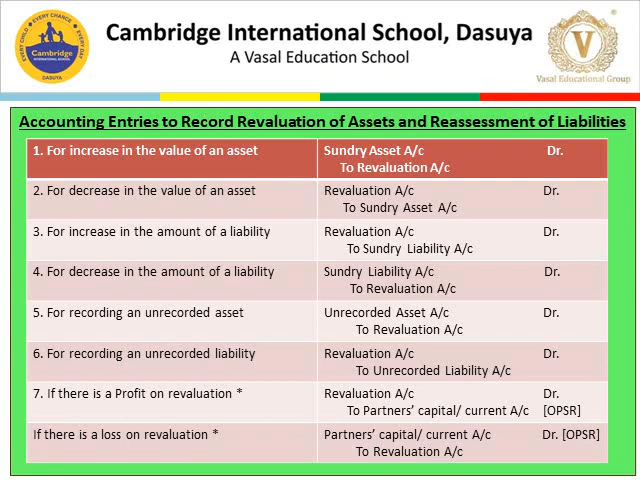 EVERY CHILD • EVERY CHANCE • EVERY DAY
Cambridge
INTERNATIONAL SCHOOL
DASUYA
Cambridge International School, Dasuya
A Vasal Education School
V
Vasal Educational Group
Accounting Entries to Record Revaluation of Assets and Reassessment of Liabilities
1. For increase in the value of an asset Sundry Asset A/c Dr.
To Revaluation A/c
2. For decrease in the value of an asset Revaluation A/c Dr.
To Sundry Asset A/c
3. For increase in the amount of a liability Revaluation A/c Dr.
To Sundry Liability A/c
4. For decrease in the amount of a liability Sundry Liability A/c Dr.
To Revaluation A/c
5. For recording an unrecorded asset Unrecorded Asset A/c Dr.
To Revaluation A/c
6. For recording an unrecorded liability Revaluation A/c Dr.
To Unrecorded Liability A/c
7. If there is a Profit on revaluation * Revaluation A/c Dr.
To Partners’ capital/ current A/c [OPSR]
If there is a loss on revaluation * Partners’ capital/ current A/c Dr. [OPSR]
To Revaluation A/c